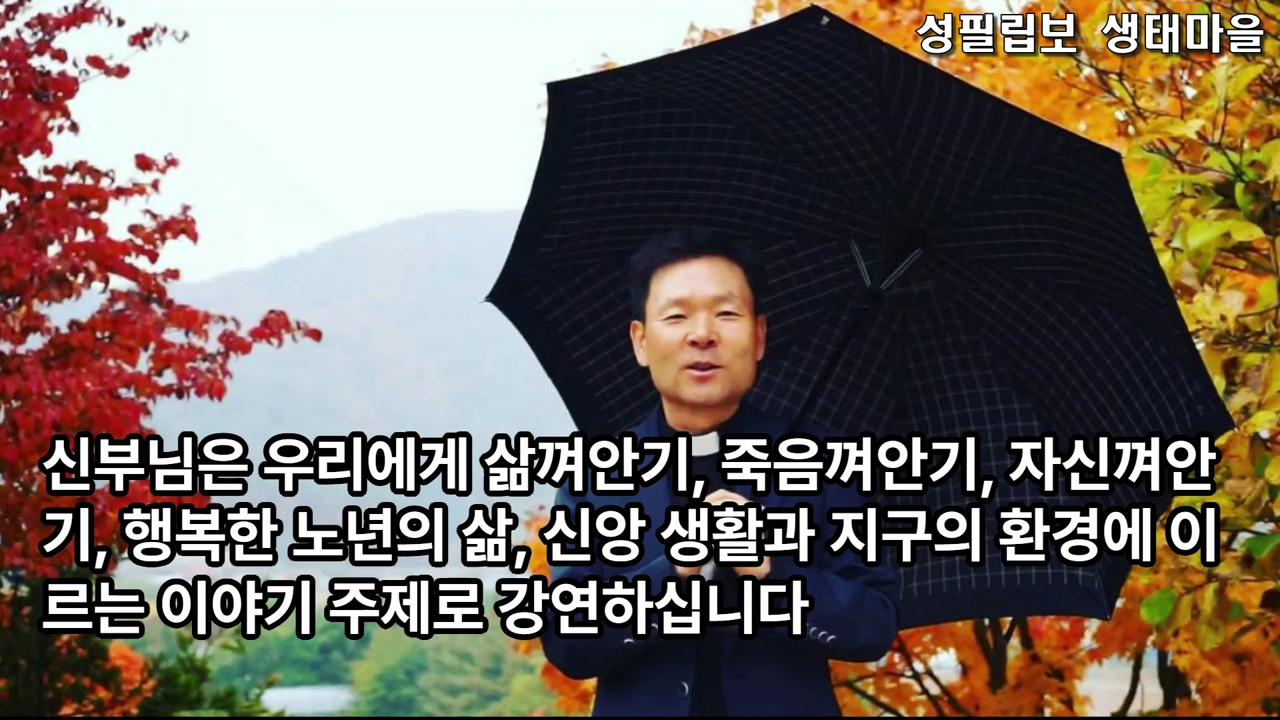 성필립보 생태마을
신부님은 우리에게 삶껴안기, 죽음껴안기, 자신껴안
기, 행복한 노년의 삶, 신앙 생활과 지구의 환경에 이
르는 이야기 주제로 강연하십니다